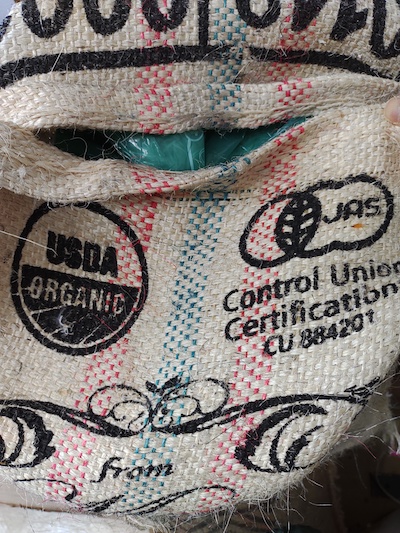 USDA
ORGANIC
JAS
Control Union
Certifications
CU 884201
from